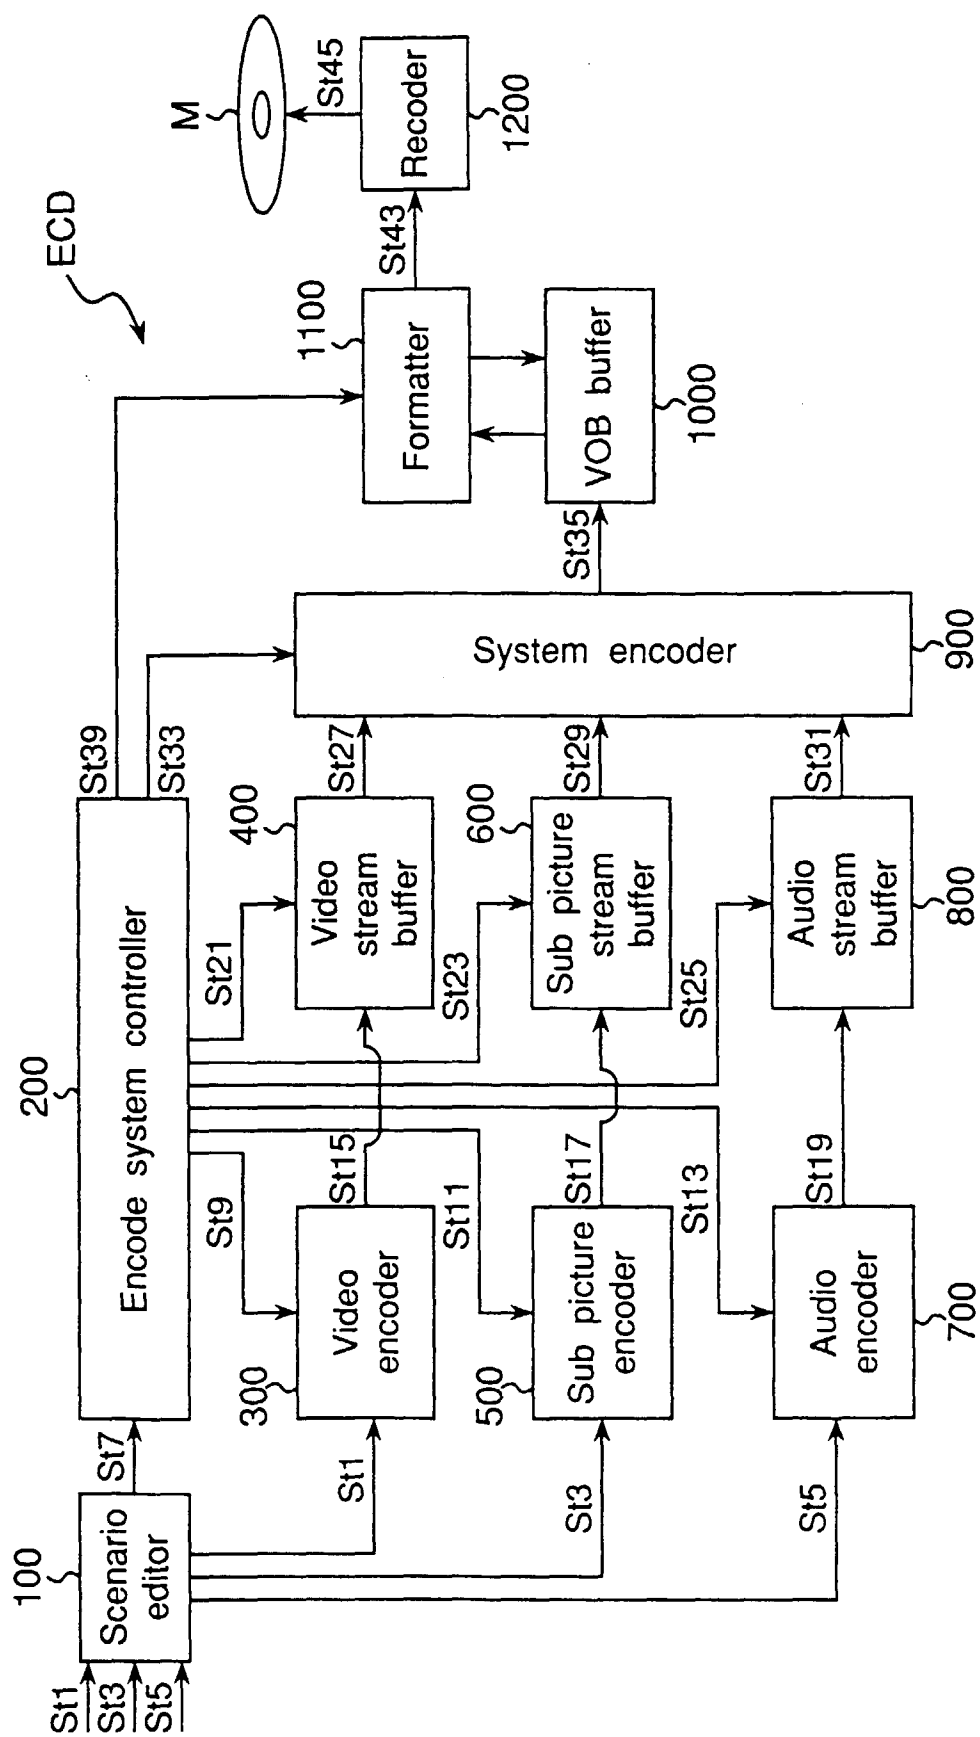 ECD
St1
St3
St5
100
Scenario
editor
St7
200
Encode system controller
St39
St33
St9
St11
St13
St21
St23
St25
St1
St3
St5
300
Video
encoder
St15
400
Video
stream
buffer
St27
500
Sub picture
encoder
St17
600
Sub picture
stream
buffer
St29
700
Audio
encoder
St19
800
Audio
stream
buffer
St31
System encoder
900
St35
VOB buffer
1000
1100
Formatter
St43
Recoder
1200
St45
M